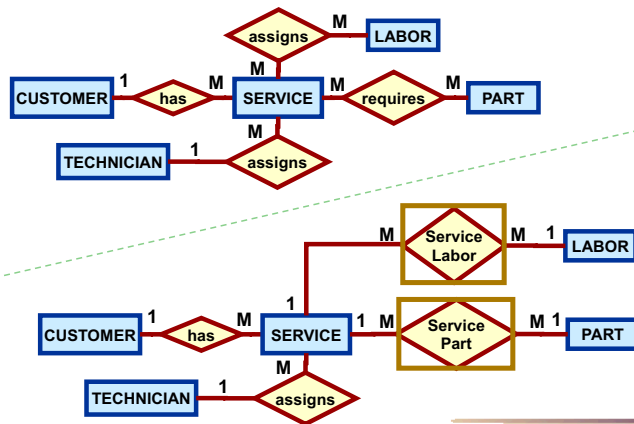 M
assigns
LABOR
M
CUSTOMER
1
has
M
SERVICE
M
requires
M
PART
M
TECHNICIAN
1
assigns
M
Service
Labor
M
1
LABOR
1
CUSTOMER
1
has
M
SERVICE
1
M
Service
Part
M
1
PART
M
TECHNICIAN
1
assigns